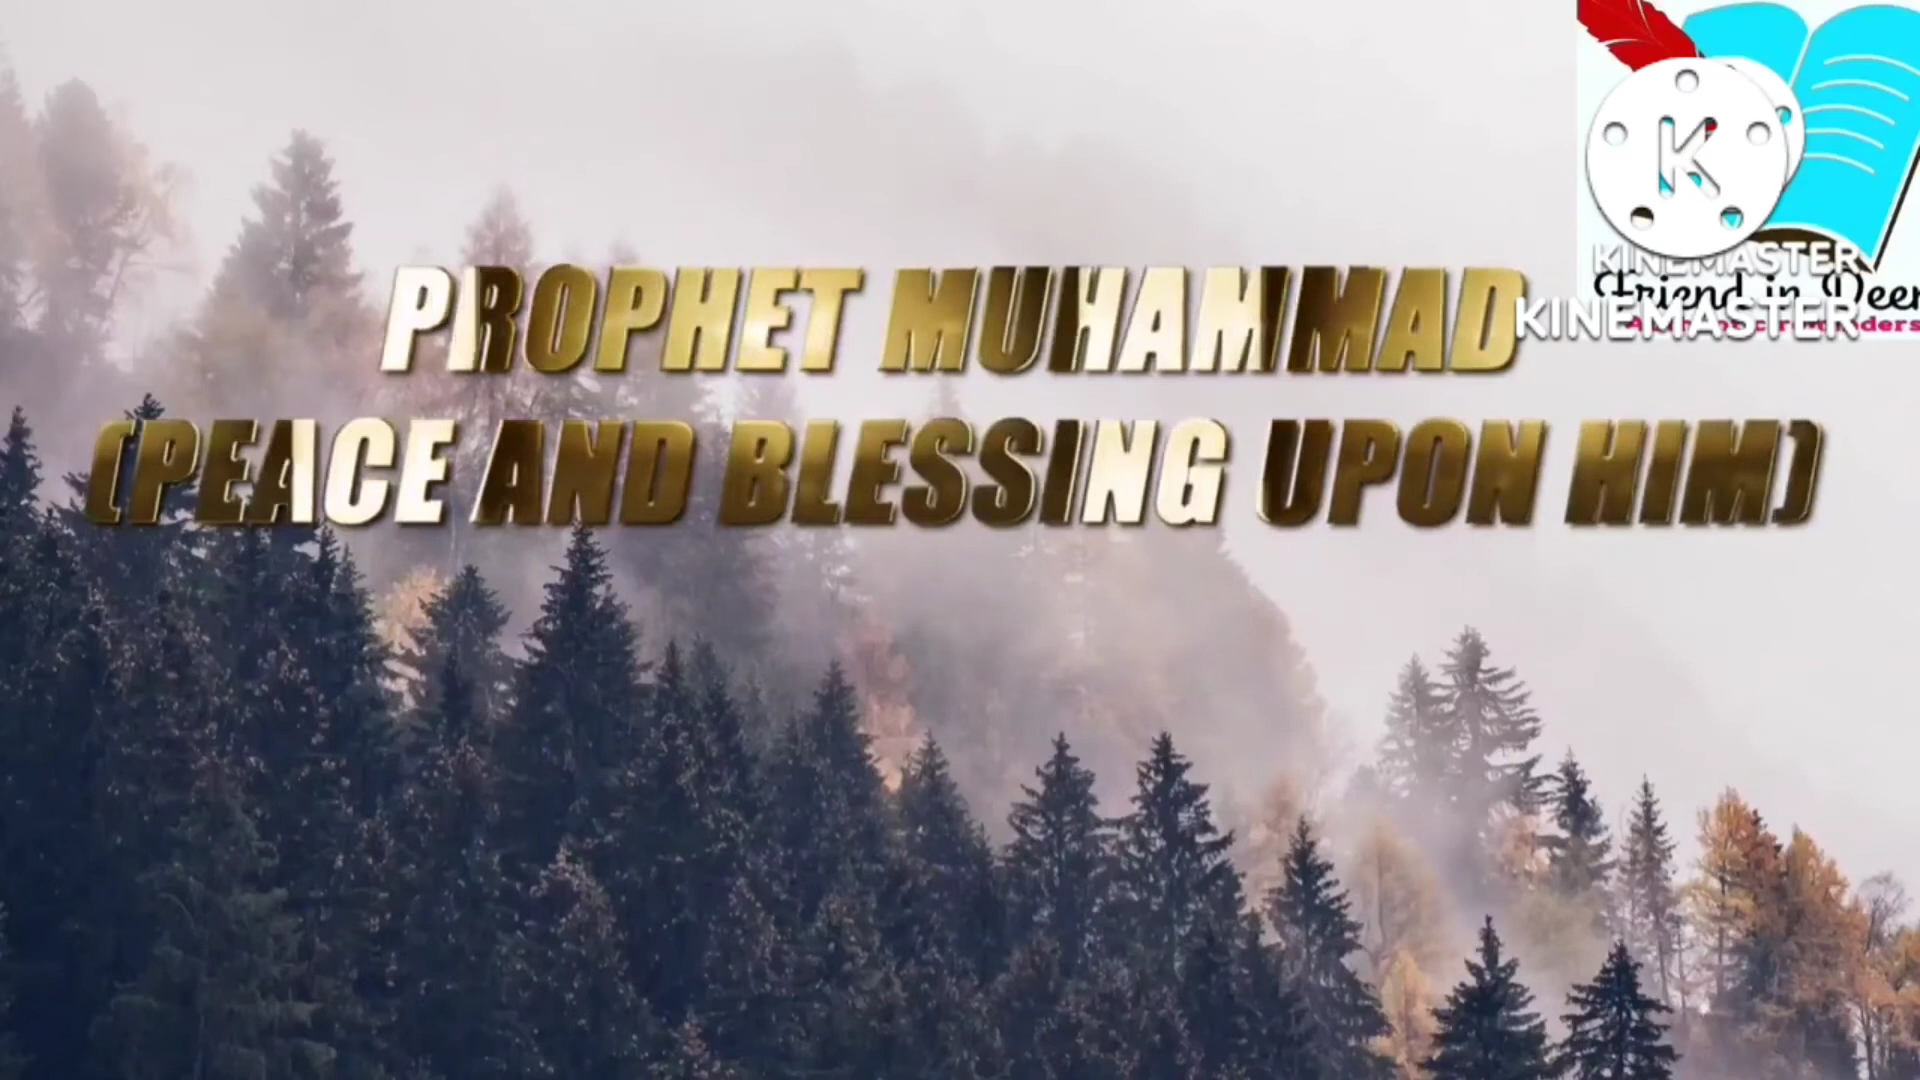 PROPHET MUHAMMAD
(PEACE AND BLESSING UPON HIM)
K
KINEMASTER
Friend in Deen
KINEMASTER